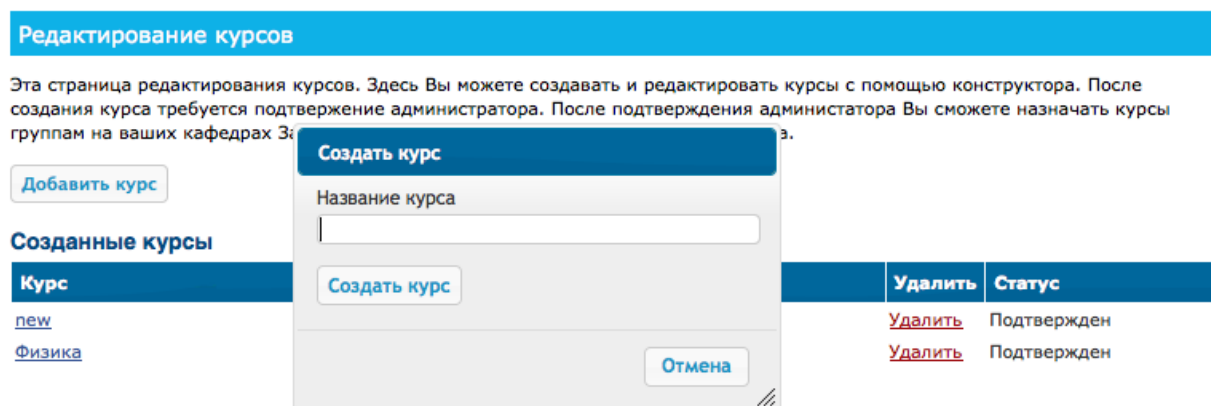 Редактирование курсов
Эта страница редактирования курсов. Здесь Вы можете создавать и редактировать курсы с помощью конструктора. После
создания курса требуется подтвержение администратора. После подтверждения администатора Вы сможете назначать курсы
группам на ваших кафедрах
Добавить курс
Создать курс
Название курса
Создать курс
Отмена
Созданные курсы
Курс Удалить Статус
new Удалить Подтвержден
Физика Удалить Подтвержден